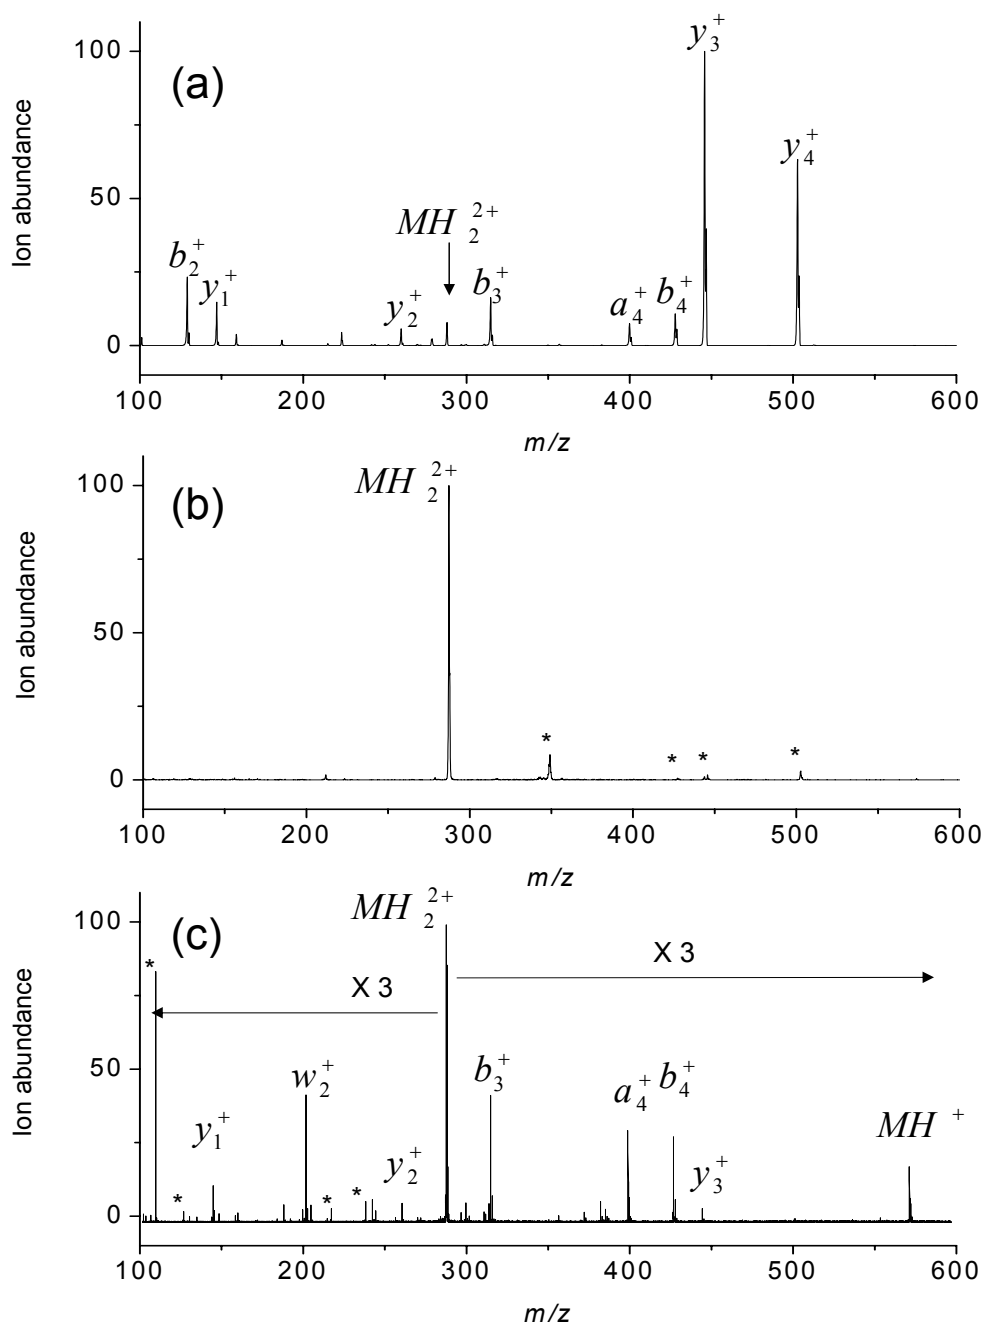 (a)
Ion abundance
100
50
0
b₂⁺
y₁⁺
y₂⁺
MH₂²⁺
b₃⁺
a₄⁺
b₄⁺
y₃⁺
y₄⁺
100 200 300 400 500 600
m/z
(b)
Ion abundance
100
50
0
MH₂²⁺
* * * *
100 200 300 400 500 600
m/z
(c)
Ion abundance
100
50
0
MH₂²⁺
X 3
X 3
* * * *
y₁⁺
w₂⁺
y₂⁺
b₃⁺
a₄⁺
b₄⁺
y₃⁺
MH⁺
100 200 300 400 500 600
m/z